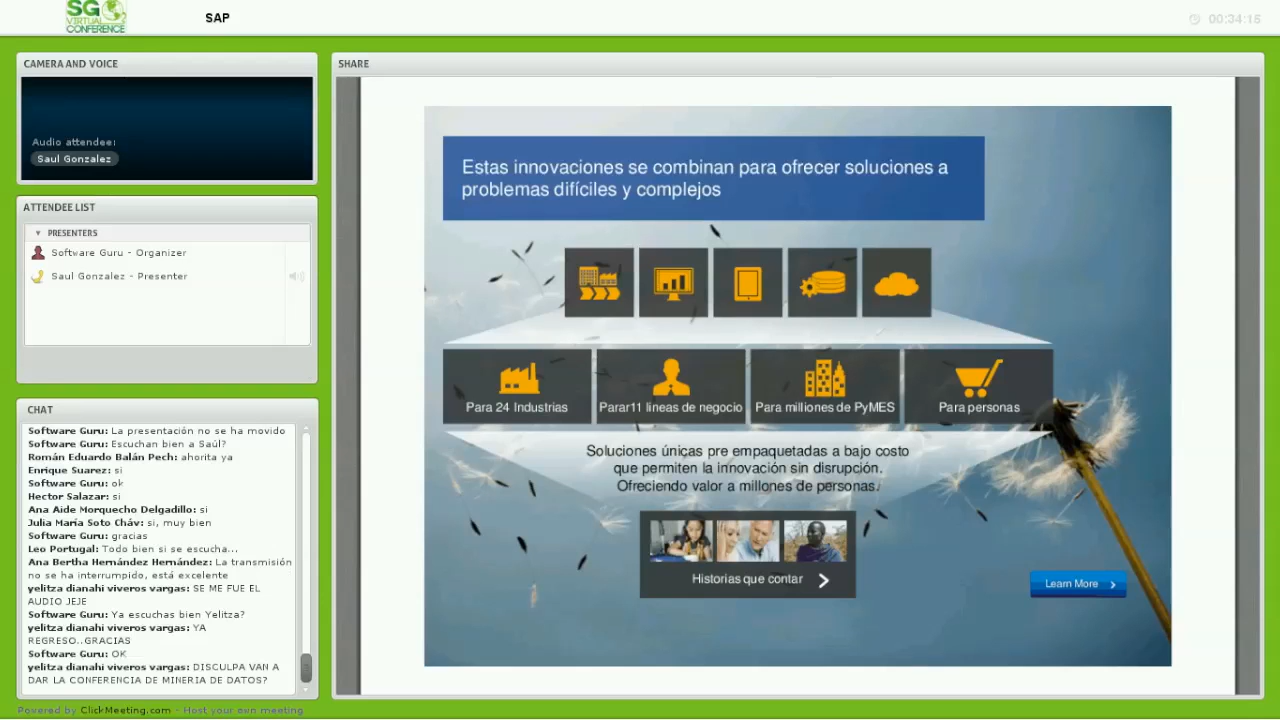 SG
VIRTUAL
CONFERENCE
SAP
00:34:15
CAMERA AND VOICE
Audio attendee:
Saul Gonzalez
ATTENDEE LIST
PRESENTERS
Software Guru - Organizer
Saul Gonzalez - Presenter
CHAT
Software Guru: La presentación no se ha movido
Software Guru: Escuchan bien a Saúl?
Román Eduardo Balán Pech: ahorita ya
Enrique Suarez: si
Software Guru: ok
Hector Salazar: si
Ana Aide Morquecho Delgadillo: si
Julia María Soto Cháv: si, muy bien
Software Guru: gracias
Leo Portugal: Todo bien si se escucha...
Ana Bertha Hernández Hernández: La transmisión
no se ha interrumpido, está excelente
yelitza dianahi viveros vargas: SE ME FUE EL
AUDIO JEJE
Software Guru: Ya escuchas bien Yelitza?
yelitza dianahi viveros vargas: YA
REGRESO..GRACIAS
Software Guru: OK
yelitza dianahi viveros vargas: DISCULPA VAN A
DAR LA CONFERENCIA DE MINERIA DE DATOS?
Powered by ClickMeeting.com - Host your own meeting
SHARE
Estas innovaciones se combinan para ofrecer soluciones a
problemas difíciles y complejos
Para 24 Industrias
Parar11 lineas de negocio
Para millones de PyMES
Para personas
Soluciones únicas pre empaquetadas a bajo costo
que permiten la innovación sin disrupción.
Ofreciendo valor a millones de personas.
Historias que contar
Learn More